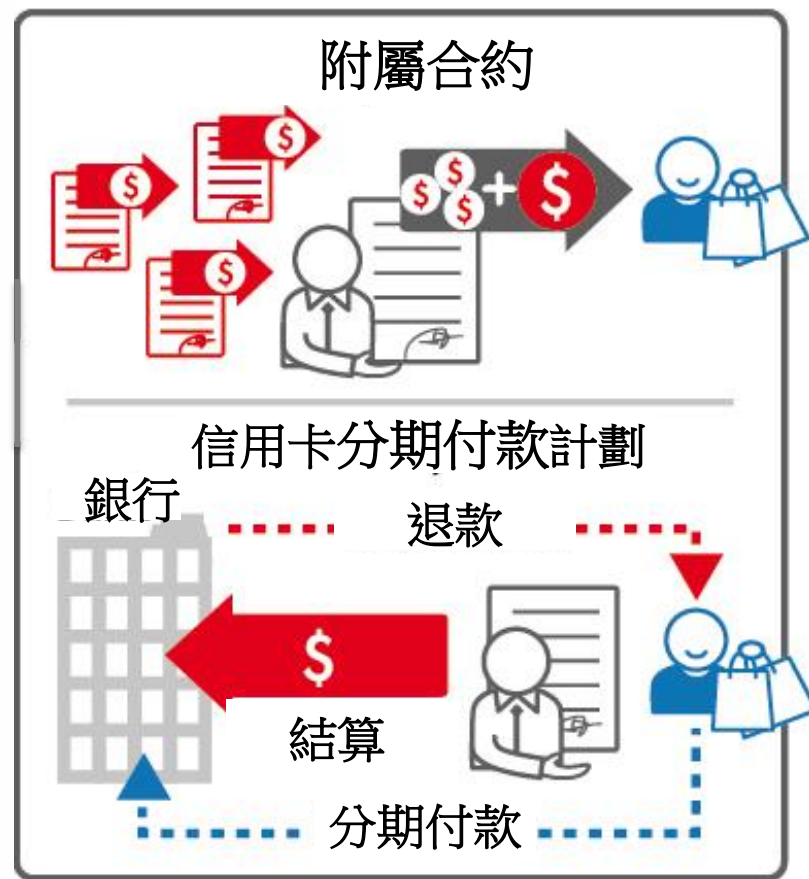 附屬合約
$ $ $
$ $ $ + $
信用卡分期付款計劃
銀行
退款
$
結算
分期付款